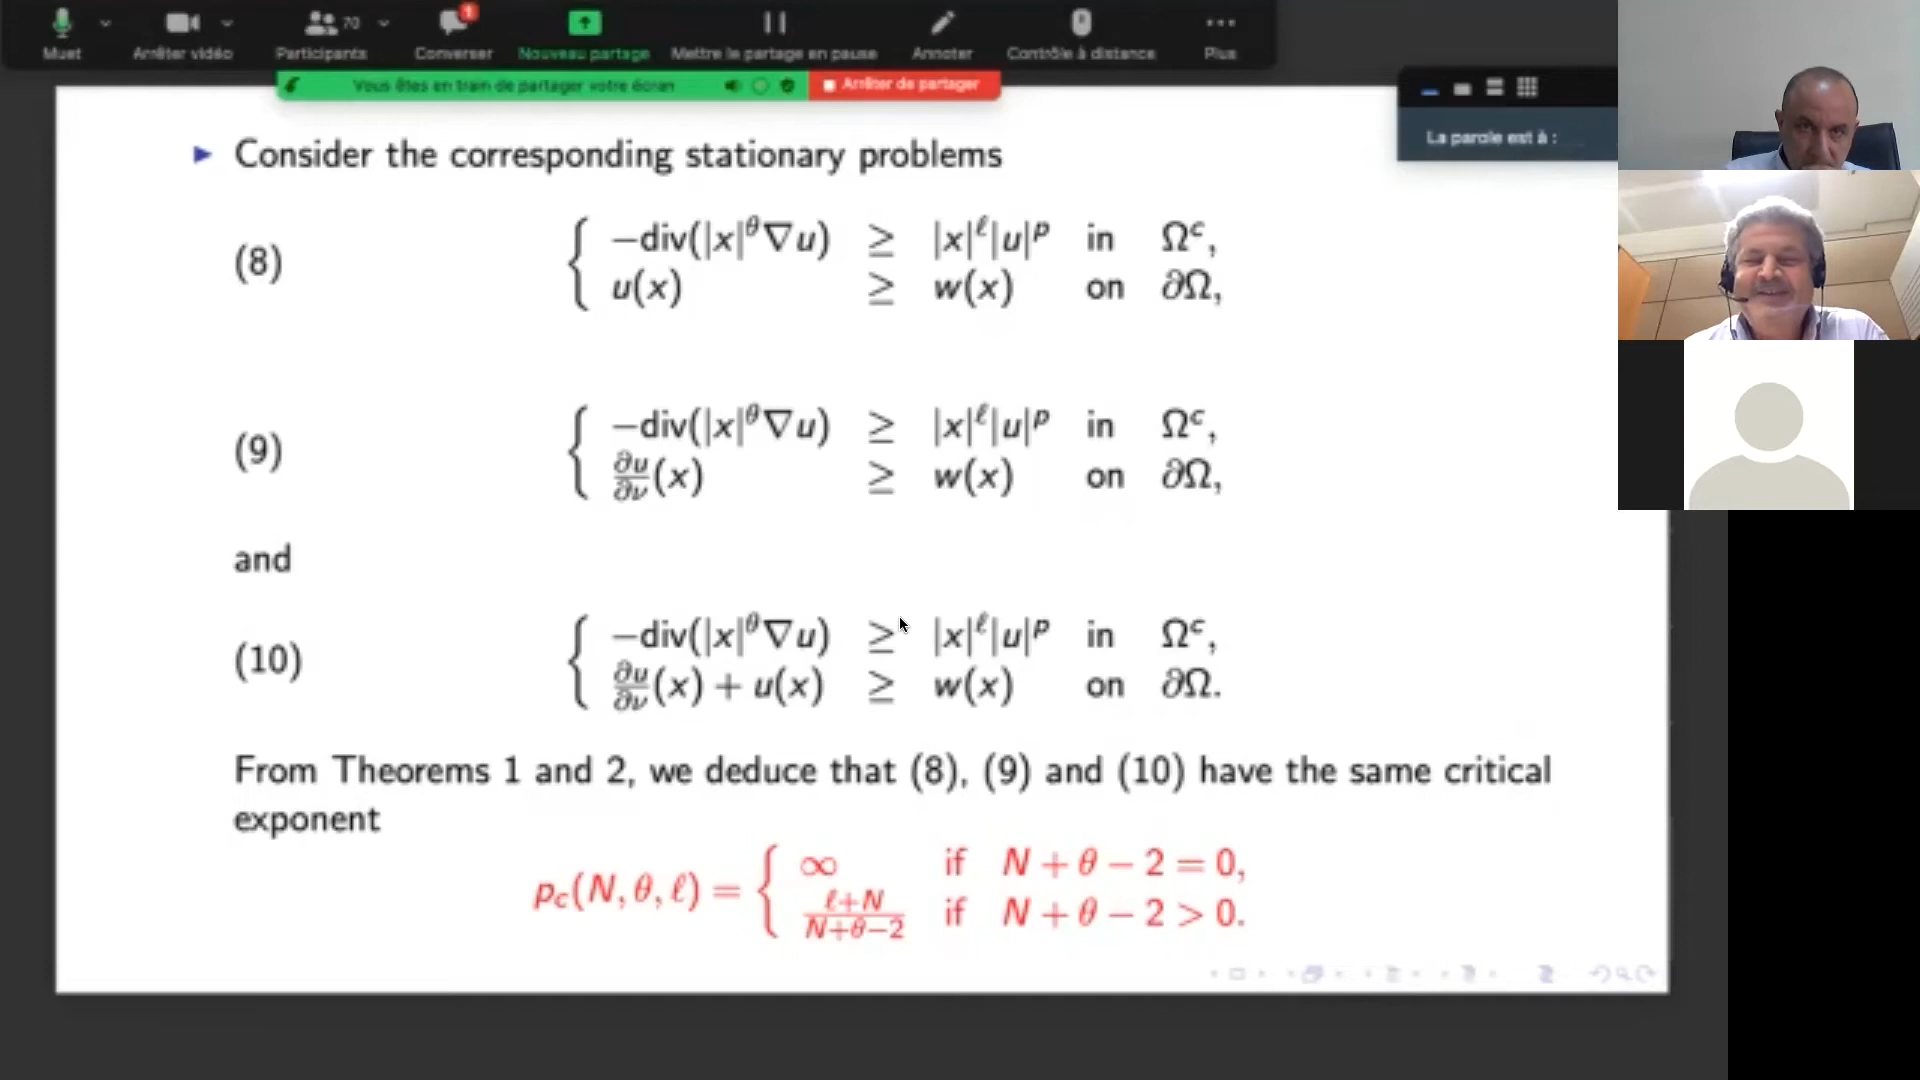 Muet
Arrêter vidéo
70
Participants
1
Converser
Nouveau partage
Mettre le partage en pause
Annoter
Contrôle à distance
Plus
Vous êtes en train de partager votre écran
Arrêter de partager
La parole est à :
► Consider the corresponding stationary problems
(8) { −div(|x|^θ ∇u) ≥ |x|^ℓ |u|^p in Ω^c,
u(x) ≥ w(x) on ∂Ω,
(9) { −div(|x|^θ ∇u) ≥ |x|^ℓ |u|^p in Ω^c,
∂u/∂ν (x) ≥ w(x) on ∂Ω,
and
(10) { −div(|x|^θ ∇u) ≥ |x|^ℓ |u|^p in Ω^c,
∂u/∂ν (x) + u(x) ≥ w(x) on ∂Ω.
From Theorems 1 and 2, we deduce that (8), (9) and (10) have the same critical
exponent
p_c(N, θ, ℓ) = { ∞ if N + θ − 2 = 0,
ℓ+N / N+θ−2 if N + θ − 2 > 0.